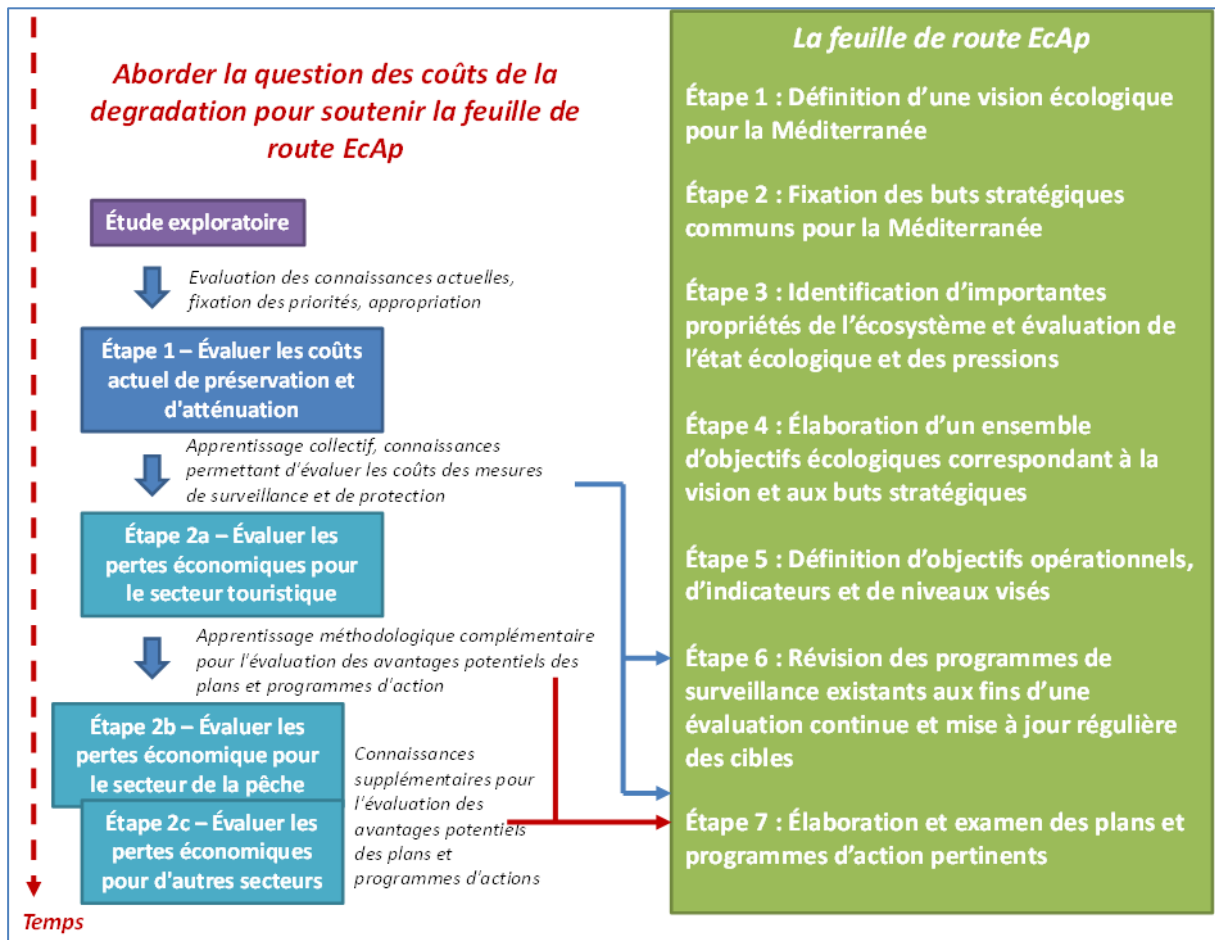 Aborder la question des coûts de la
degradation pour soutenir la feuille de
route EcAp
Étude exploratoire
Evaluation des connaissances actuelles,
fixation des priorités, appropriation
Étape 1 – Évaluer les coûts
actuel de préservation et
d'atténuation
Apprentissage collectif, connaissances
permettant d'évaluer les coûts des mesures
de surveillance et de protection
Étape 2a – Évaluer les
pertes économiques pour
le secteur touristique
Apprentissage méthodologique complémentaire
pour l'évaluation des avantages potentiels des
plans et programmes d'action
Étape 2b – Évaluer les
pertes économique pour
le secteur de la pêche
Étape 2c – Évaluer les
pertes économiques
pour d'autres secteurs
Connaissances
supplémentaires pour
l'évaluation des
avantages potentiels
des plans et
programmes d'actions
Temps
La feuille de route EcAp
Étape 1 : Définition d’une vision écologique
pour la Méditerranée
Étape 2 : Fixation des buts stratégiques
communs pour la Méditerranée
Étape 3 : Identification d’importantes
propriétés de l’écosystème et évaluation de
l’état écologique et des pressions
Étape 4 : Élaboration d’un ensemble
d’objectifs écologiques correspondant à la
vision et aux buts stratégiques
Étape 5 : Définition d’objectifs opérationnels,
d’indicateurs et de niveaux visés
Étape 6 : Révision des programmes de
surveillance existants aux fins d’une
évaluation continue et mise à jour régulière
des cibles
Étape 7 : Élaboration et examen des plans et
programmes d’action pertinents